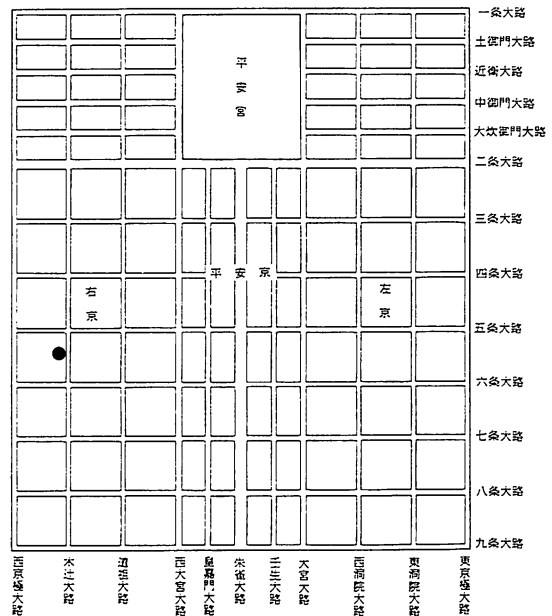 一条大路
土御門大路
近衛大路
中御門大路
大炊御門大路
二条大路
三条大路
四条大路
五条大路
六条大路
七条大路
八条大路
九条大路
平安宮
平安京
右京
左京
西京極大路
木辻大路
道祖大路
西大宮大路
皇嘉門大路
朱雀大路
壬生大路
大宮大路
西洞院大路
東洞院大路
東京極大路